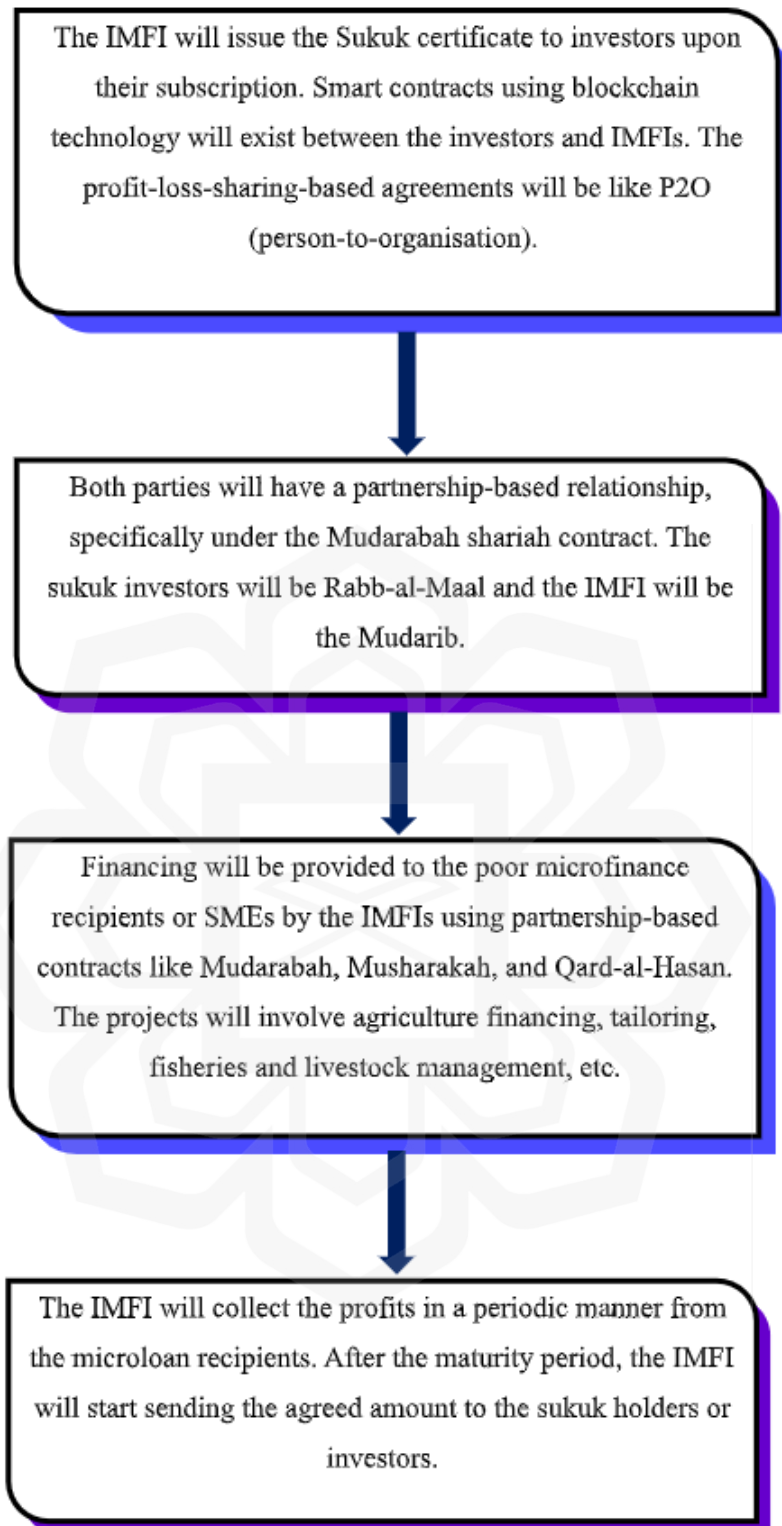 The IMFI will issue the Sukuk certificate to investors upon
their subscription. Smart contracts using blockchain
technology will exist between the investors and IMFIs. The
profit-loss-sharing-based agreements will be like P2O
(person-to-organisation).
Both parties will have a partnership-based relationship,
specifically under the Mudarabah shariah contract. The
sukuk investors will be Rabb-al-Maal and the IMFI will be
the Mudarib.
Financing will be provided to the poor microfinance
recipients or SMEs by the IMFIs using partnership-based
contracts like Mudarabah, Musharakah, and Qard-al-Hasan.
The projects will involve agriculture financing, tailoring,
fisheries and livestock management, etc.
The IMFI will collect the profits in a periodic manner from
the microloan recipients. After the maturity period, the IMFI
will start sending the agreed amount to the sukuk holders or
investors.